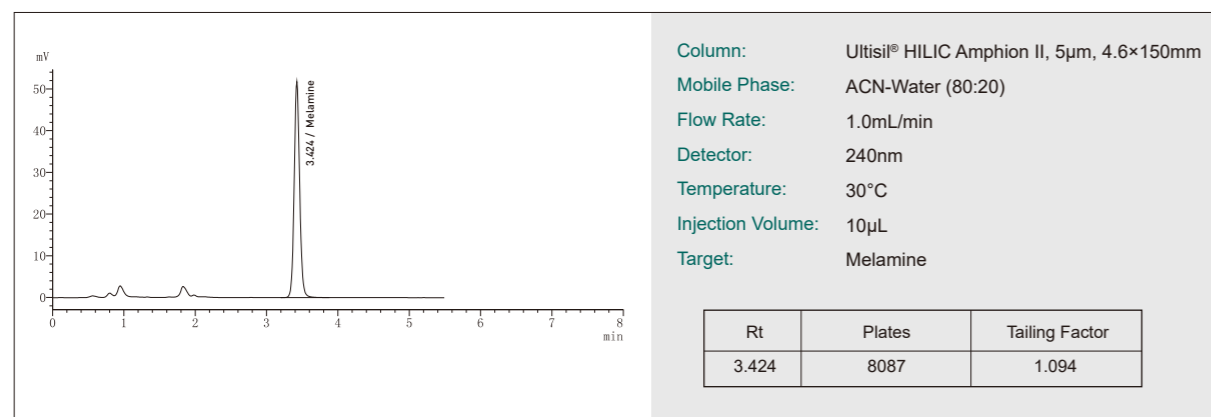 mV
50
40
30
20
10
0
3.424 / Melamine
0 1 2 3 4 5 6 7 8
min
Column: Ultisil® HILIC Amphion II, 5µm, 4.6×150mm
Mobile Phase: ACN-Water (80:20)
Flow Rate: 1.0mL/min
Detector: 240nm
Temperature: 30°C
Injection Volume: 10µL
Target: Melamine
Rt Plates Tailing Factor
3.424 8087 1.094